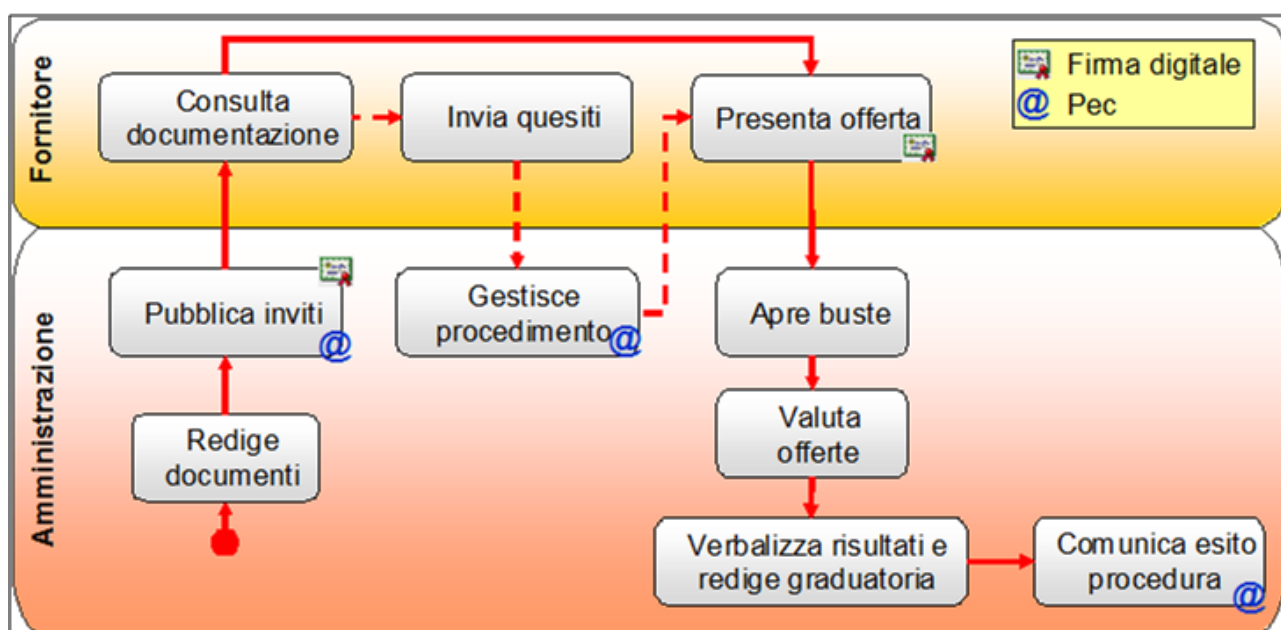 Fornitore
Consulta
documentazione
Invia quesiti
Presenta offerta
Firma digitale
@ Pec
Amministrazione
Pubblica inviti
@
Gestisce
procedimento
@
Apre buste
Redige
documenti
Valuta
offerte
Verbalizza risultati e
redige graduatoria
Comunica esito
procedura
@